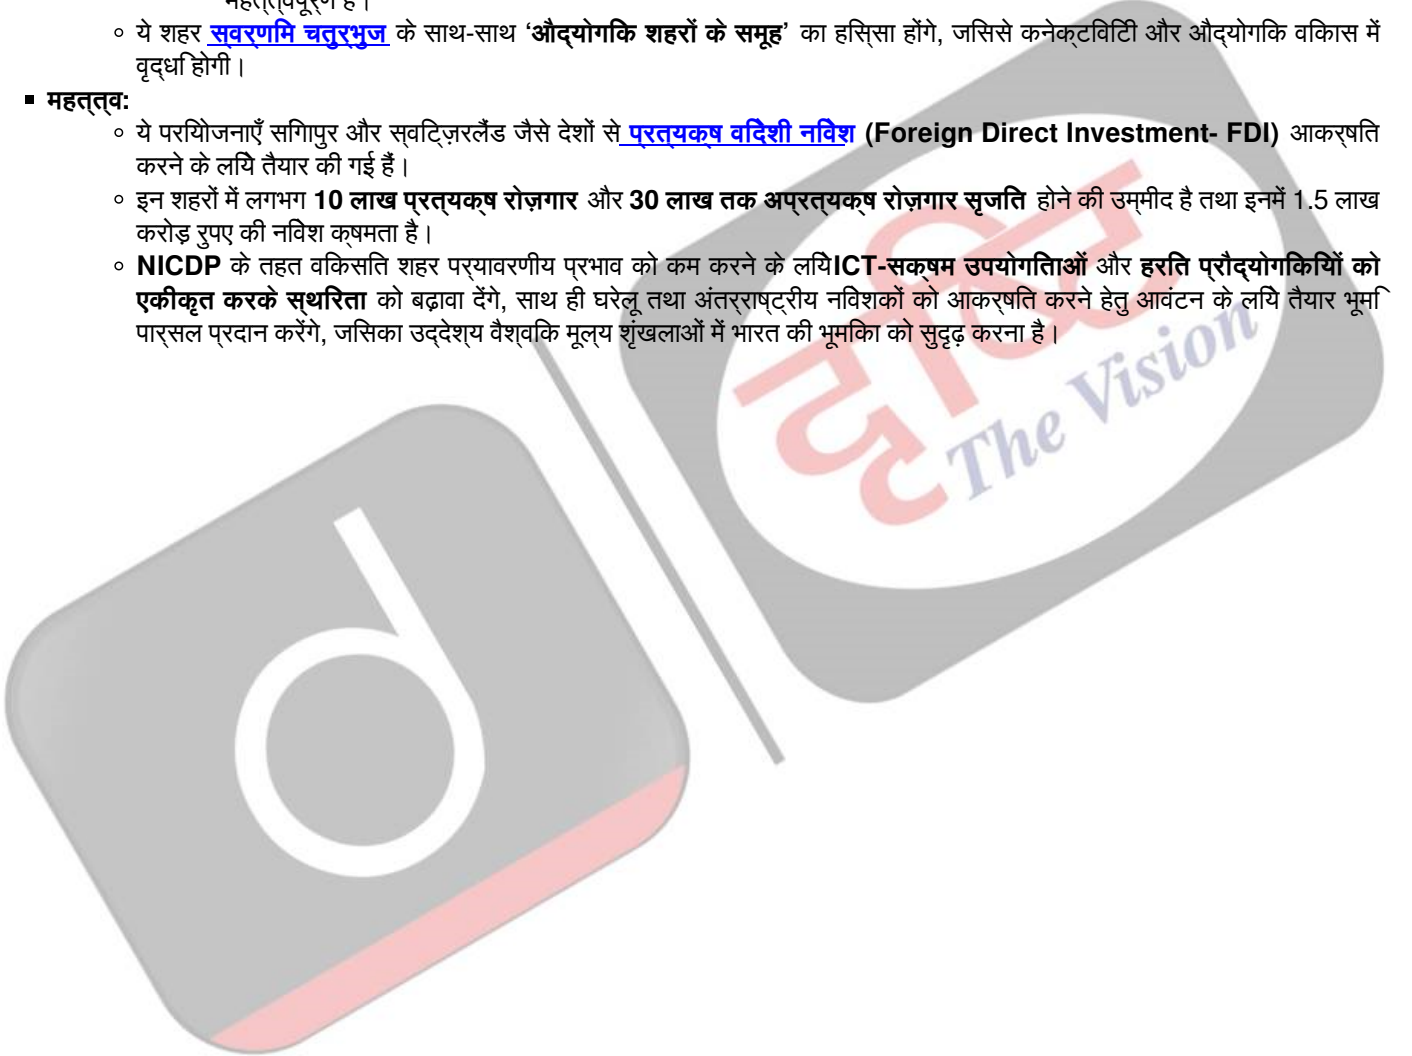 महत्त्वपूर्ण है।
ये शहर स्वर्णिम चतुर्भुज के साथ-साथ ‘औद्योगिक शहरों के समूह’ का हिस्सा होंगे, जिससे कनेक्टिविटी और औद्योगिक विकास में
वृद्धि होगी।
महत्त्व:
ये परियोजनाएँ सिंगापुर और स्विट्ज़रलैंड जैसे देशों से प्रत्यक्ष विदेशी निवेश (Foreign Direct Investment- FDI) आकर्षित
करने के लिये तैयार की गई हैं।
इन शहरों में लगभग 10 लाख प्रत्यक्ष रोज़गार और 30 लाख तक अप्रत्यक्ष रोज़गार सृजित होने की उम्मीद है तथा इनमें 1.5 लाख
करोड़ रुपए की निवेश क्षमता है।
NICDP के तहत विकसित शहर पर्यावरणीय प्रभाव को कम करने के लिये ICT-सक्षम उपयोगिताओं और हरित प्रौद्योगिकियों को
एकीकृत करके स्थिरता को बढ़ावा देंगे, साथ ही घरेलू तथा अंतर्राष्ट्रीय निवेशकों को आकर्षित करने हेतु आवंटन के लिये तैयार भूमि
पार्सल प्रदान करेंगे, जिसका उद्देश्य वैश्विक मूल्य शृंखलाओं में भारत की भूमिका को सुदृढ़ करना है।
दृष्टि
The Vision
d